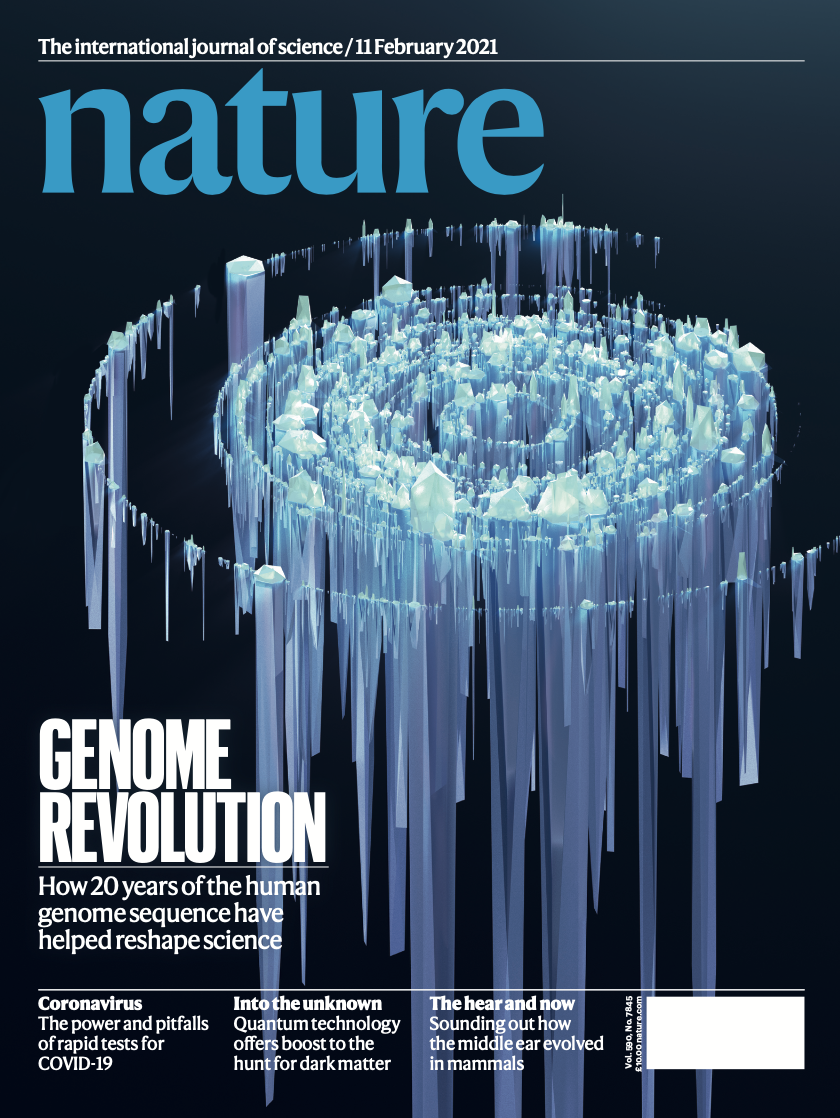 The international journal of science / 11 February 2021
nature
GENOME
REVOLUTION
How 20 years of the human
genome sequence have
helped reshape science
Coronavirus
The power and pitfalls
of rapid tests for
COVID-19
Into the unknown
Quantum technology
offers boost to the
hunt for dark matter
The hear and now
Sounding out how
the middle ear evolved
in mammals
Vol. 590, No. 7845
£10.00 nature.com